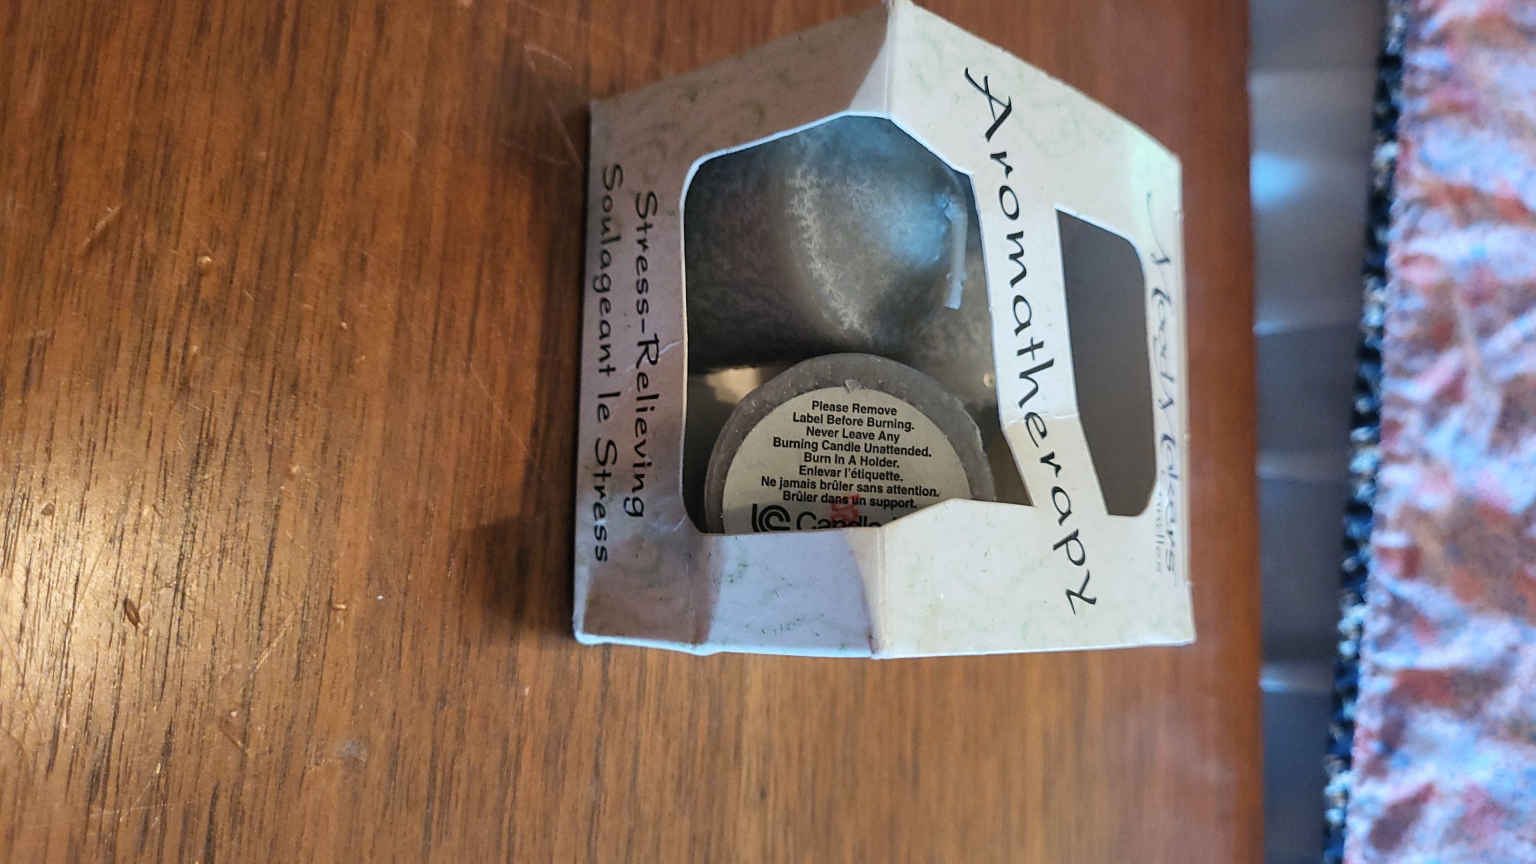 Aromatherapy
Stress-Relieving
Soulageant le Stress
Please Remove
Label Before Burning.
Never Leave Any
Burning Candle Unattended.
Burn In A Holder.
Enlevar l'étiquette.
Ne jamais brûler sans attention.
Brûler dans un support.
Candle